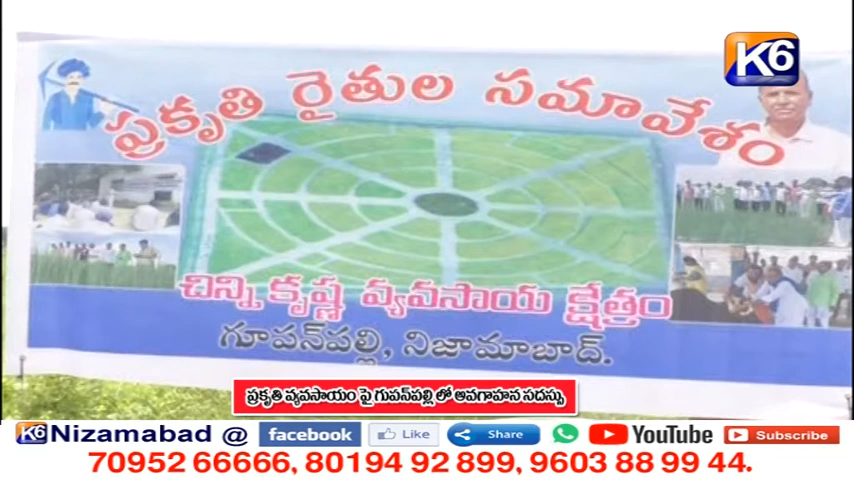 K6
ప్రకృతి రైతుల సమావేశం
చిన్ని కృష్ణ వ్యవసాయ క్షేత్రం
గూపన్‌పల్లి, నిజామాబాద్.
ప్రకృతి వ్యవసాయం పై గుపన్‌పల్లి లో అవగాహన సదస్సు
K6 Nizamabad @ facebook Like Share YouTube Subscribe
70952 66666, 80194 92 899, 9603 88 99 44.